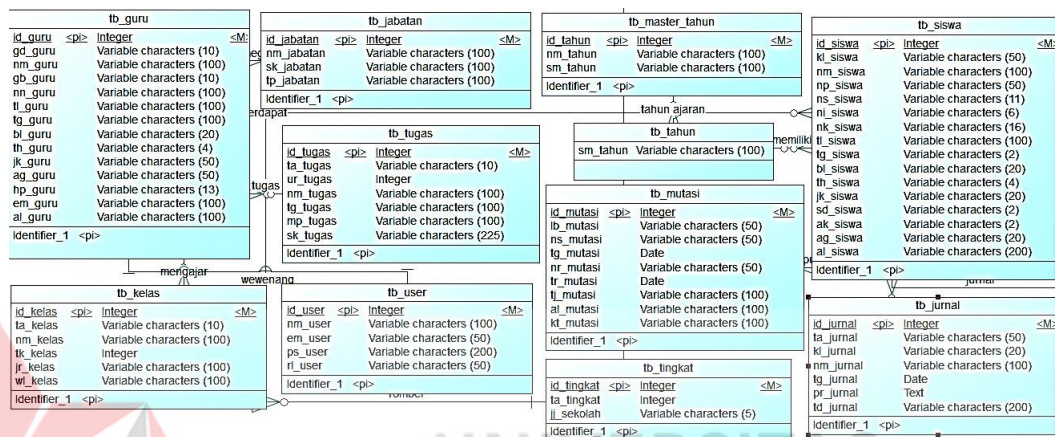 tb_guru
id_guru <pi> Integer <M>
gd_guru Variable characters (10)
nm_guru Variable characters (100)
gb_guru Variable characters (10)
nn_guru Variable characters (100)
tl_guru Variable characters (100)
tg_guru Variable characters (100)
bl_guru Variable characters (20)
th_guru Variable characters (4)
jk_guru Variable characters (50)
ag_guru Variable characters (50)
hp_guru Variable characters (13)
em_guru Variable characters (100)
al_guru Variable characters (100)
Identifier_1 <pi>
tb_jabatan
id_jabatan <pi> Integer <M>
nm_jabatan Variable characters (100)
sk_jabatan Variable characters (100)
tp_jabatan Variable characters (100)
Identifier_1 <pi>
erdapat
tb_tugas
id_tugas <pi> Integer <M>
ta_tugas Variable characters (10)
ur_tugas Integer
nm_tugas Variable characters (100)
tg_tugas Variable characters (100)
mp_tugas Variable characters (100)
sk_tugas Variable characters (225)
Identifier_1 <pi>
tugas
tb_master_tahun
id_tahun <pi> Integer <M>
nm_tahun Variable characters (100)
sm_tahun Variable characters (100)
Identifier_1 <pi>
tahun ajaran
tb_tahun
sm_tahun Variable characters (100)
memiliki
tb_siswa
id_siswa <pi> Integer <M>
kl_siswa Variable characters (50)
nm_siswa Variable characters (100)
np_siswa Variable characters (50)
ns_siswa Variable characters (11)
ni_siswa Variable characters (6)
nk_siswa Variable characters (16)
tl_siswa Variable characters (100)
tg_siswa Variable characters (2)
bl_siswa Variable characters (20)
th_siswa Variable characters (4)
jk_siswa Variable characters (20)
sd_siswa Variable characters (2)
ak_siswa Variable characters (2)
ag_siswa Variable characters (20)
al_siswa Variable characters (200)
Identifier_1 <pi>
jurnal
tb_mutasi
id_mutasi <pi> Integer <M>
lb_mutasi Variable characters (50)
ns_mutasi Variable characters (50)
tg_mutasi Date
nr_mutasi Variable characters (50)
tr_mutasi Date
tj_mutasi Variable characters (100)
al_mutasi Variable characters (100)
kt_mutasi Variable characters (100)
Identifier_1 <pi>
mengajar
wewenang
tb_kelas
id_kelas <pi> Integer <M>
ta_kelas Variable characters (10)
nm_kelas Variable characters (100)
tk_kelas Integer
jr_kelas Variable characters (100)
wl_kelas Variable characters (100)
Identifier_1 <pi>
tb_user
id_user <pi> Integer <M>
nm_user Variable characters (100)
em_user Variable characters (50)
ps_user Variable characters (200)
rl_user Variable characters (50)
Identifier_1 <pi>
tb_tingkat
id_tingkat <pi> Integer <M>
ta_tingkat Integer
jj_sekolah Variable characters (5)
Identifier_1 <pi>
tb_jurnal
id_jurnal <pi> Integer <M>
ta_jurnal Variable characters (50)
kl_jurnal Variable characters (20)
nm_jurnal Variable characters (100)
tg_jurnal Date
pr_jurnal Text
td_jurnal Variable characters (200)
Identifier_1 <pi>